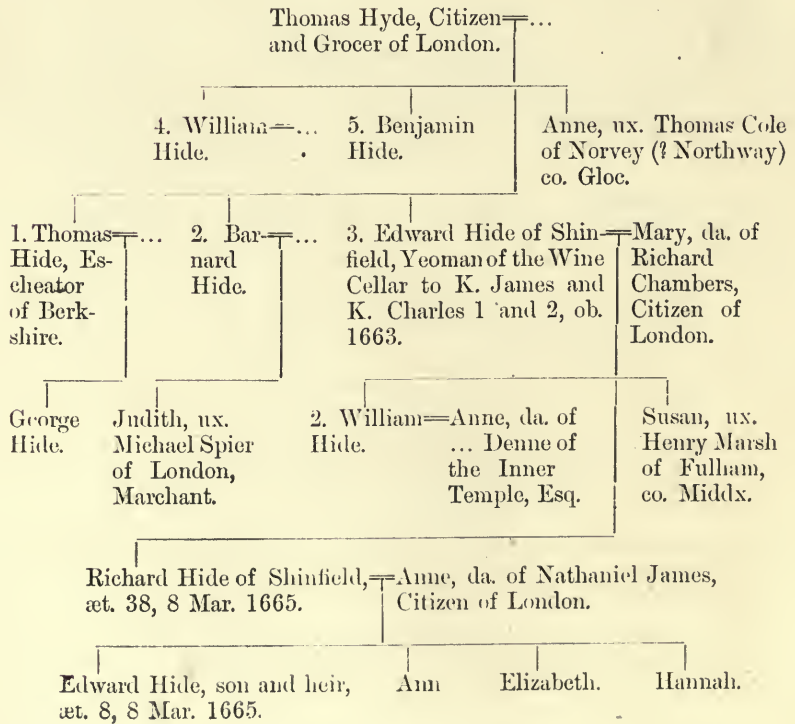 Thomas Hyde, Citizen=...
and Grocer of London.
4. William=...
Hide.
5. Benjamin
Hide.
Anne, ux. Thomas Cole
of Norvey (? Northway)
co. Gloc.
1. Thomas=...
Hide, Es-
cheator
of Berk-
shire.
2. Bar-=...
nard
Hide.
3. Edward Hide of Shin-=
field, Yeoman of the Wine
Cellar to K. James and
K. Charles 1 and 2, ob.
1663.
Mary, da. of
Richard
Chambers,
Citizen of
London.
George
Hide.
Judith, ux.
Michael Spier
of London,
Marchant.
2. William=
Hide.
Anne, da. of
... Denne of
the Inner
Temple, Esq.
Susan, ux.
Henry Marsh
of Fulham,
co. Middx.
Richard Hide of Shinfield,=
æt. 38, 8 Mar. 1665.
Anne, da. of Nathaniel James,
Citizen of London.
Edward Hide, son and heir,
æt. 8, 8 Mar. 1665.
Ann
Elizabeth.
Hannah.